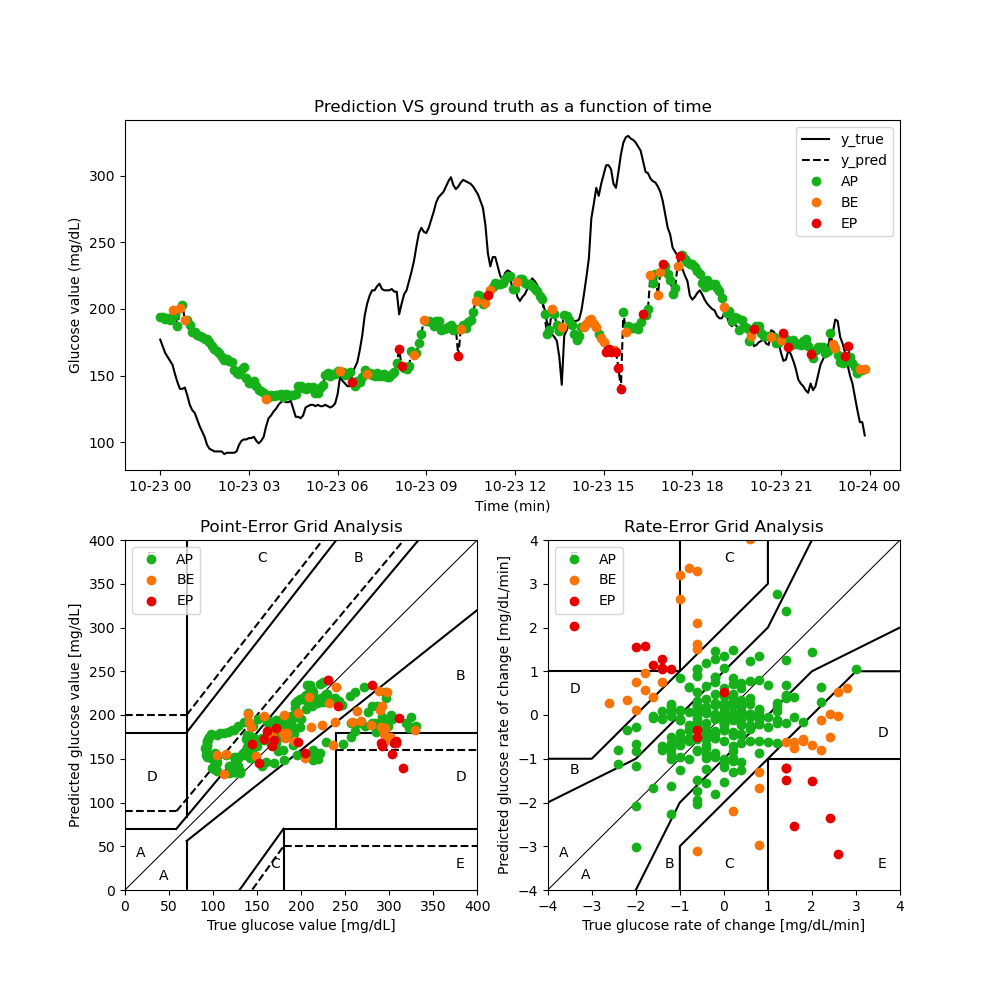 Prediction VS ground truth as a function of time
Glucose value (mg/dL)
300
250
200
150
100
y_true
y_pred
AP
BE
EP
10-23 00 10-23 03 10-23 06 10-23 09 10-23 12 10-23 15 10-23 18 10-23 21 10-24 00
Time (min)
Point-Error Grid Analysis
Predicted glucose value [mg/dL]
400
350
300
250
200
150
100
50
0
AP
BE
EP
C
B
B
D
D
A
A
C
E
0 50 100 150 200 250 300 350 400
True glucose value [mg/dL]
Rate-Error Grid Analysis
Predicted glucose rate of change [mg/dL/min]
4
3
2
1
0
−1
−2
−3
−4
AP
BE
EP
C
D
D
B
A
A
B
C
E
−4 −3 −2 −1 0 1 2 3 4
True glucose rate of change [mg/dL/min]